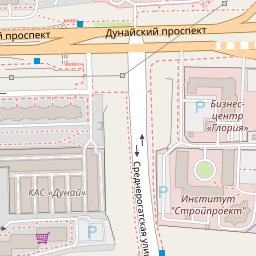 й проспект
Дунайский проспект
P
Бизнес-
центр
«Глория»
P
Среднерогатская ули
КАС «Дунай»
Институт
"Стройпроект"
P
P